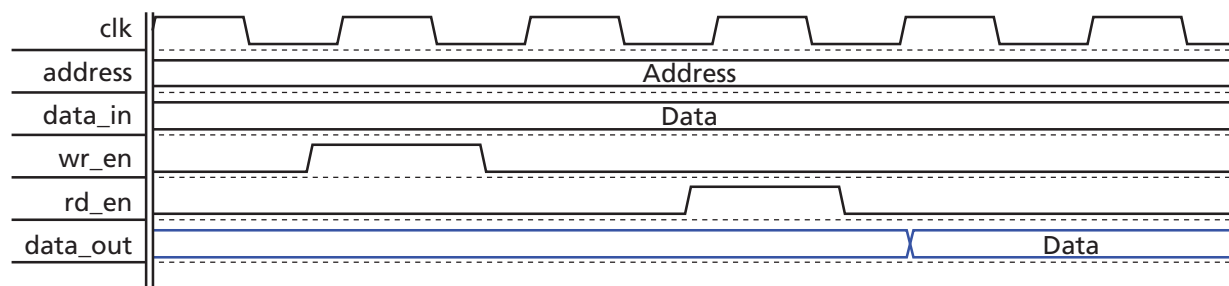 clk
address Address
data_in Data
wr_en
rd_en
data_out Data